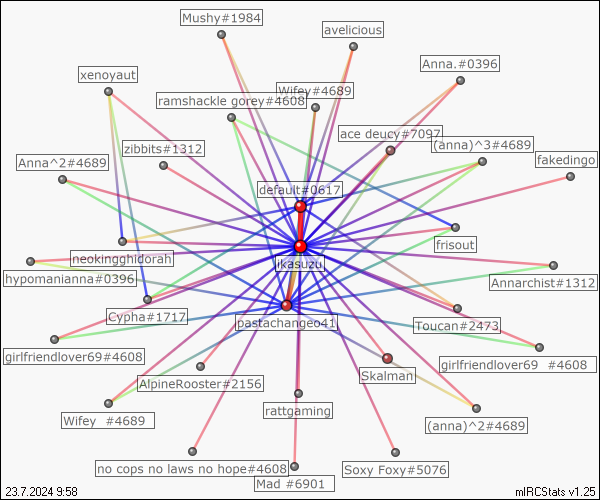 Mushy#1984
avelicious
Anna.#0396
xenoyaut
Wifey#4689
ramshackle gorey#4608
ace deucy#7097
(anna)^3#4689
zibbits#1312
Anna^2#4689
fakedingo
default#0617
frisout
neokingghidorah
ikasuzu
hypomanianna#0396
Annarchist#1312
Cypha#1717
pastachangeo41
Toucan#2473
girlfriendlover69#4608
girlfriendlover69 #4608
Skalman
AlpineRooster#2156
rattgaming
Wifey #4689
(anna)^2#4689
no cops no laws no hope#4608
Soxy Foxy#5076
Mad #6901
23.7.2024 9:58
mIRCStats v1.25